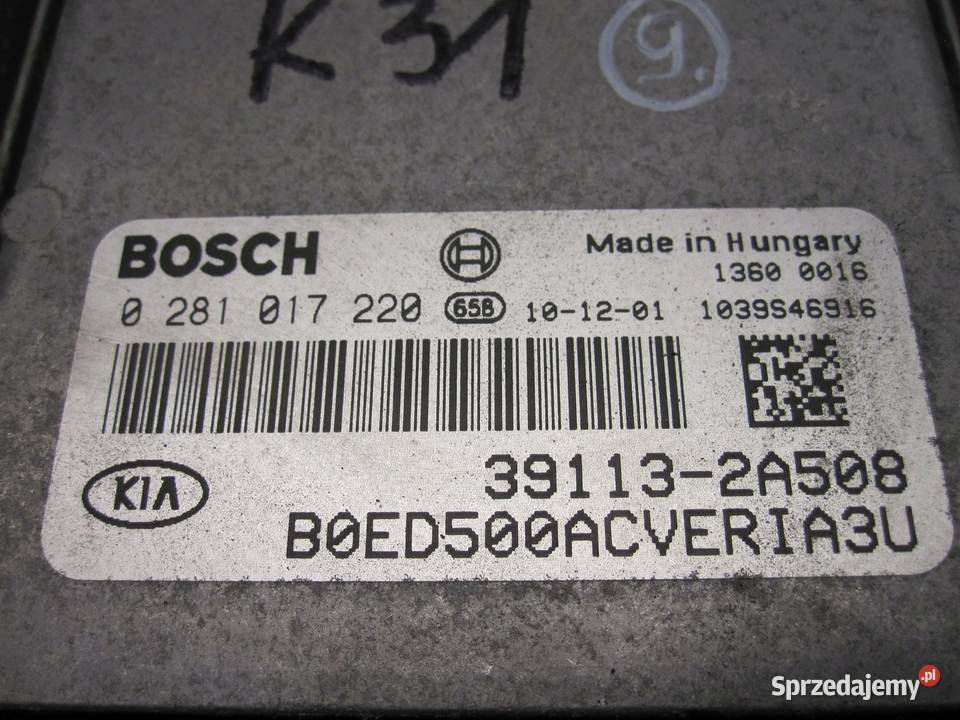 K31 9.
BOSCH
Made in Hungary
1360 0016
0 281 017 220 658 10-12-01 1039S46916
KIA
39113-2A508
B0ED500ACVERIA3U
Sprzedajemy.pl